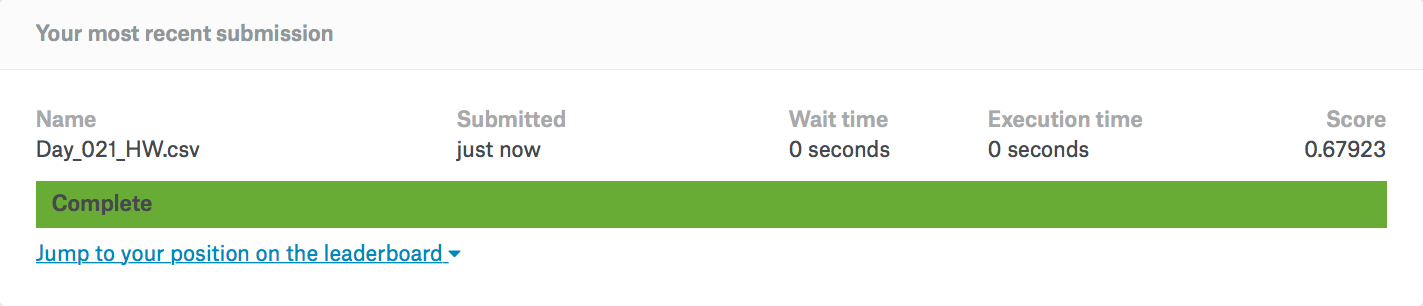 Your most recent submission
Name Submitted Wait time Execution time Score
Day_021_HW.csv just now 0 seconds 0 seconds 0.67923
Complete
Jump to your position on the leaderboard